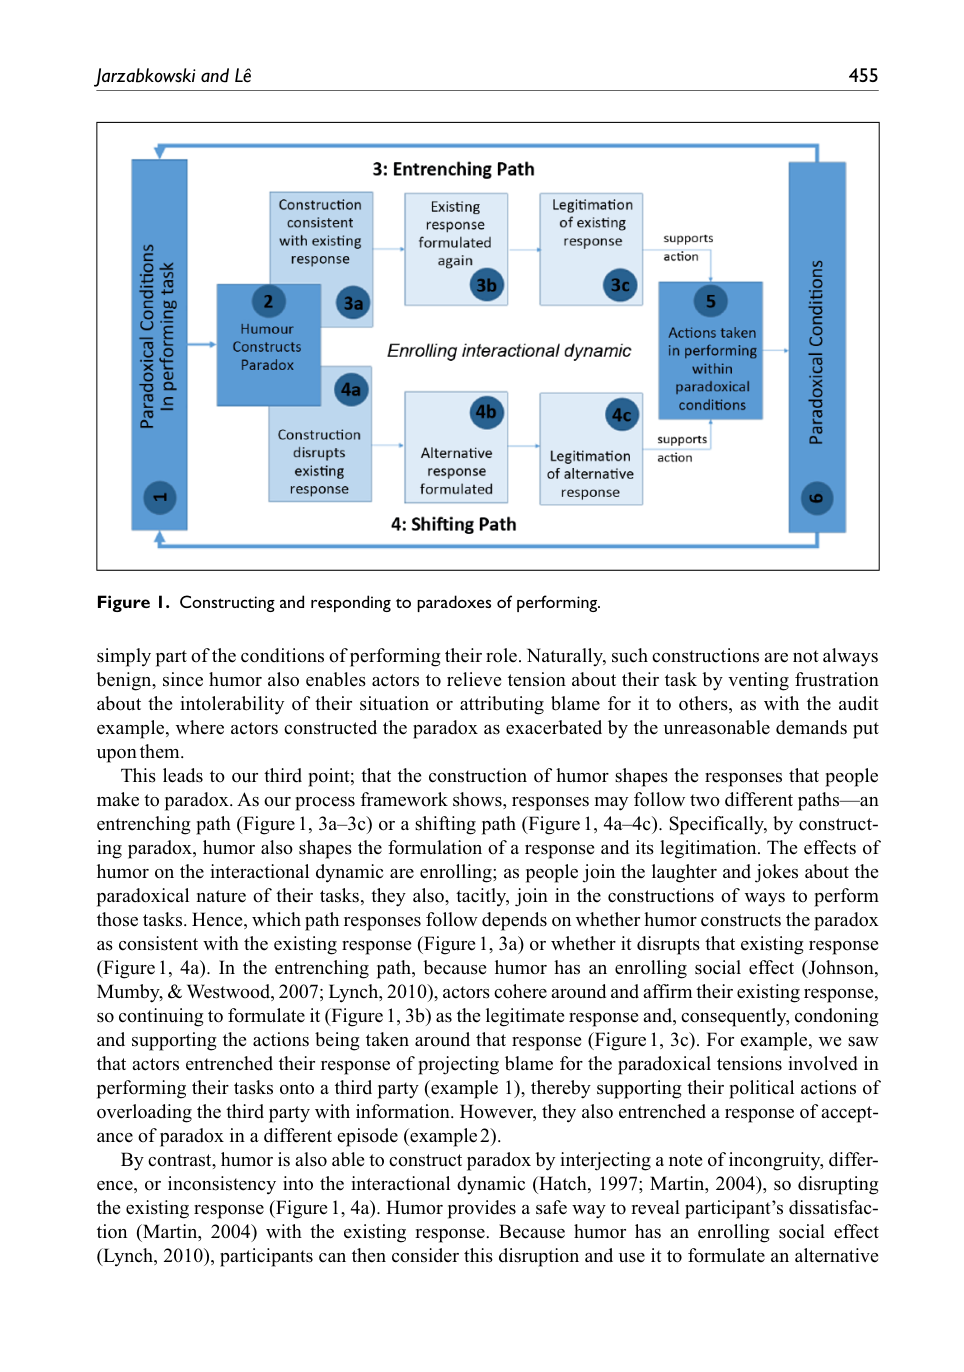 Jarzabkowski and Lê 455
3: Entrenching Path
Paradoxical Conditions
In performing task
1
2
Humour
Constructs
Paradox
Construction
consistent
with existing
response
3a
Existing
response
formulated
again
3b
Legitimation
of existing
response
3c
supports
action
Enrolling interactional dynamic
4a
Construction
disrupts
existing
response
4b
Alternative
response
formulated
4c
Legitimation
of alternative
response
supports
action
5
Actions taken
in performing
within
paradoxical
conditions
Paradoxical Conditions
6
4: Shifting Path
Figure 1. Constructing and responding to paradoxes of performing.
simply part of the conditions of performing their role. Naturally, such constructions are not always
benign, since humor also enables actors to relieve tension about their task by venting frustration
about the intolerability of their situation or attributing blame for it to others, as with the audit
example, where actors constructed the paradox as exacerbated by the unreasonable demands put
upon them.
This leads to our third point; that the construction of humor shapes the responses that people
make to paradox. As our process framework shows, responses may follow two different paths—an
entrenching path (Figure 1, 3a–3c) or a shifting path (Figure 1, 4a–4c). Specifically, by construct-
ing paradox, humor also shapes the formulation of a response and its legitimation. The effects of
humor on the interactional dynamic are enrolling; as people join the laughter and jokes about the
paradoxical nature of their tasks, they also, tacitly, join in the constructions of ways to perform
those tasks. Hence, which path responses follow depends on whether humor constructs the paradox
as consistent with the existing response (Figure 1, 3a) or whether it disrupts that existing response
(Figure 1, 4a). In the entrenching path, because humor has an enrolling social effect (Johnson,
Mumby, & Westwood, 2007; Lynch, 2010), actors cohere around and affirm their existing response,
so continuing to formulate it (Figure 1, 3b) as the legitimate response and, consequently, condoning
and supporting the actions being taken around that response (Figure 1, 3c). For example, we saw
that actors entrenched their response of projecting blame for the paradoxical tensions involved in
performing their tasks onto a third party (example 1), thereby supporting their political actions of
overloading the third party with information. However, they also entrenched a response of accept-
ance of paradox in a different episode (example 2).
By contrast, humor is also able to construct paradox by interjecting a note of incongruity, differ-
ence, or inconsistency into the interactional dynamic (Hatch, 1997; Martin, 2004), so disrupting
the existing response (Figure 1, 4a). Humor provides a safe way to reveal participant’s dissatisfac-
tion (Martin, 2004) with the existing response. Because humor has an enrolling social effect
(Lynch, 2010), participants can then consider this disruption and use it to formulate an alternative